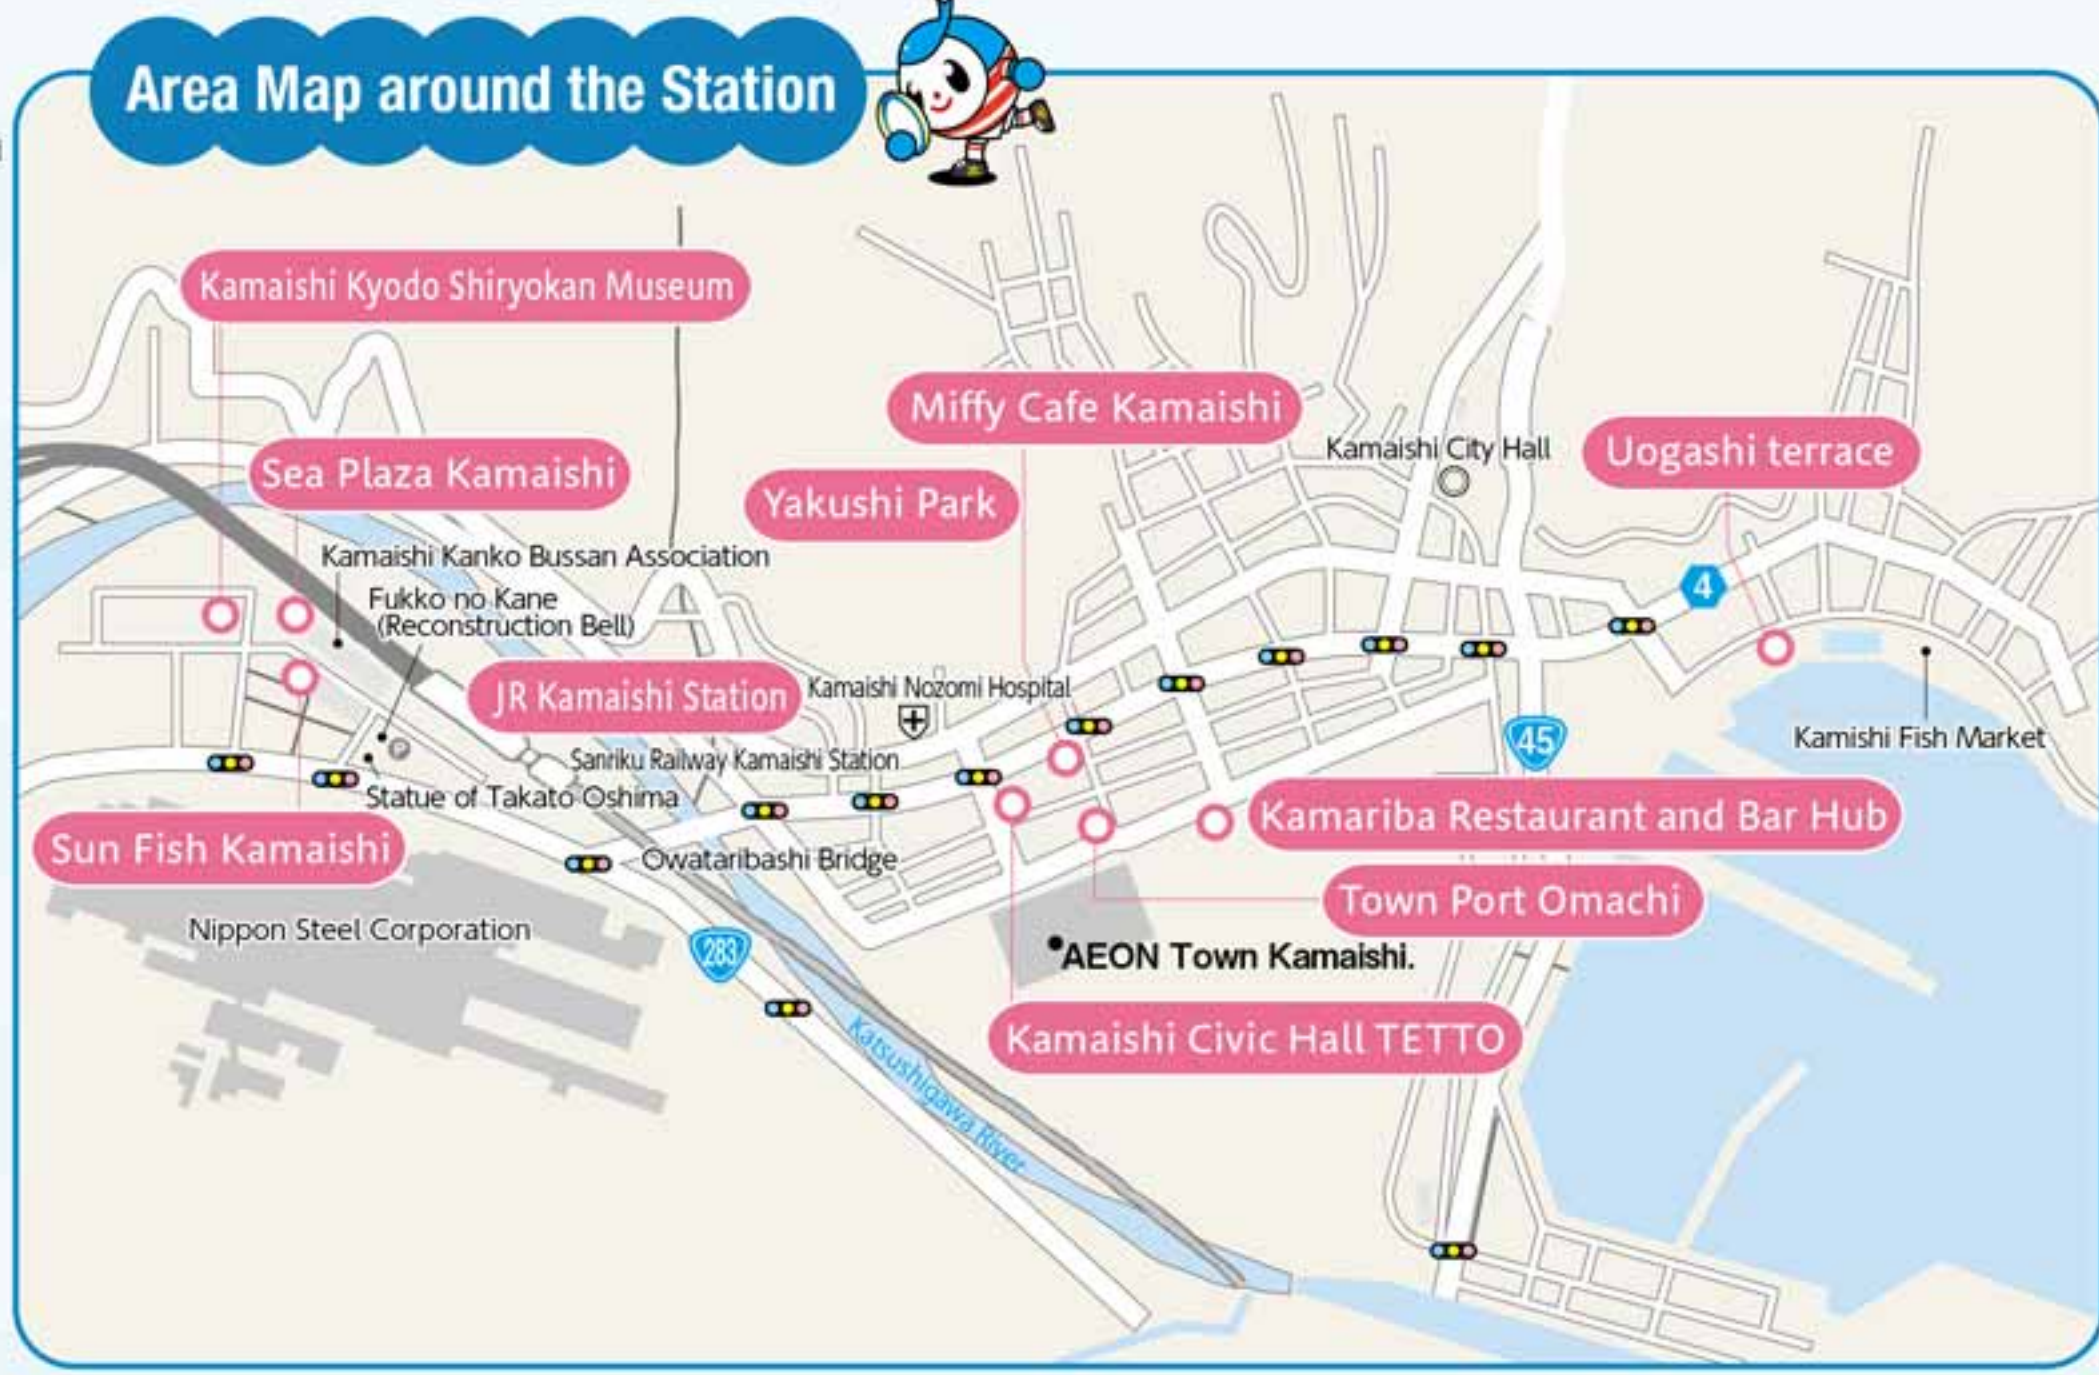 Area Map around the Station
Kamaishi Kyodo Shiryokan Museum
Miffy Cafe Kamaishi
Kamaishi City Hall
Uogashi terrace
Sea Plaza Kamaishi
Yakushi Park
Kamaishi Kanko Bussan Association
Fukko no Kane
(Reconstruction Bell)
4
JR Kamaishi Station
Kamaishi Nozomi Hospital
45
Kamishi Fish Market
P
Sanriku Railway Kamaishi Station
Statue of Takato Oshima
Kamariba Restaurant and Bar Hub
Sun Fish Kamaishi
Owataribashi Bridge
Town Port Omachi
Nippon Steel Corporation
283
AEON Town Kamaishi.
Kamaishi Civic Hall TETTO
Katsushigawa River